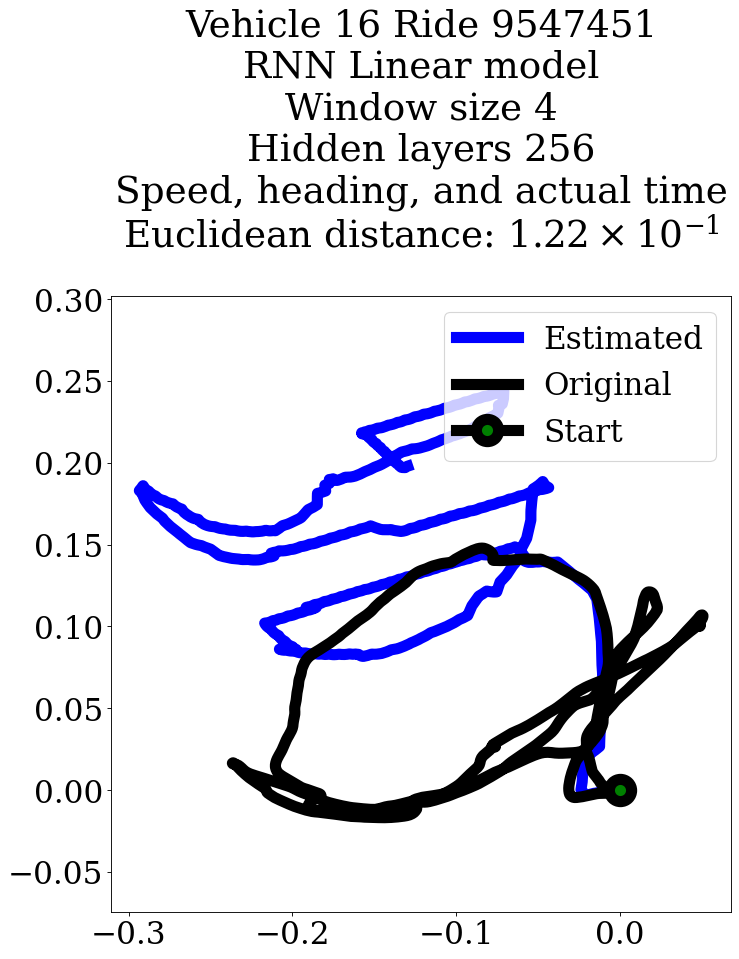 Vehicle 16 Ride 9547451
RNN Linear model
Window size 4
Hidden layers 256
Speed, heading, and actual time
Euclidean distance: 1.22 × 10⁻¹
0.30
0.25
0.20
0.15
0.10
0.05
0.00
−0.05
−0.3
−0.2
−0.1
0.0
Estimated
Original
Start